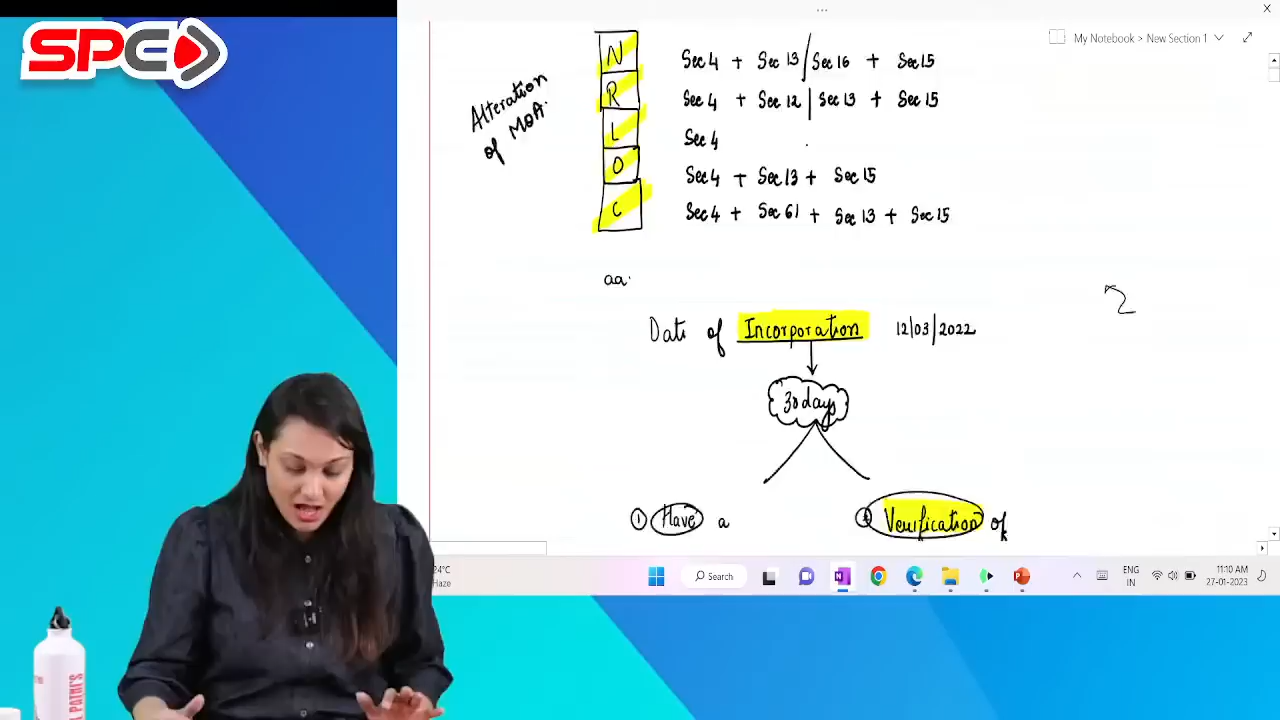 SPC
... 
My Notebook > New Section 1
Alteration
of MOA.
N Sec 4 + Sec 13 / Sec 16 + Sec 15
R Sec 4 + Sec 12 | Sec 13 + Sec 15
L Sec 4
O Sec 4 + Sec 13 + Sec 15
C Sec 4 + Sec 61 + Sec 13 + Sec 15
aa.
2
Date of Incorporation 12/03/2022
30 days
① Have a
② Verification of
24°C
Haze
Search
ENG
IN
11:10 AM
27-01-2023
L PATHI'S